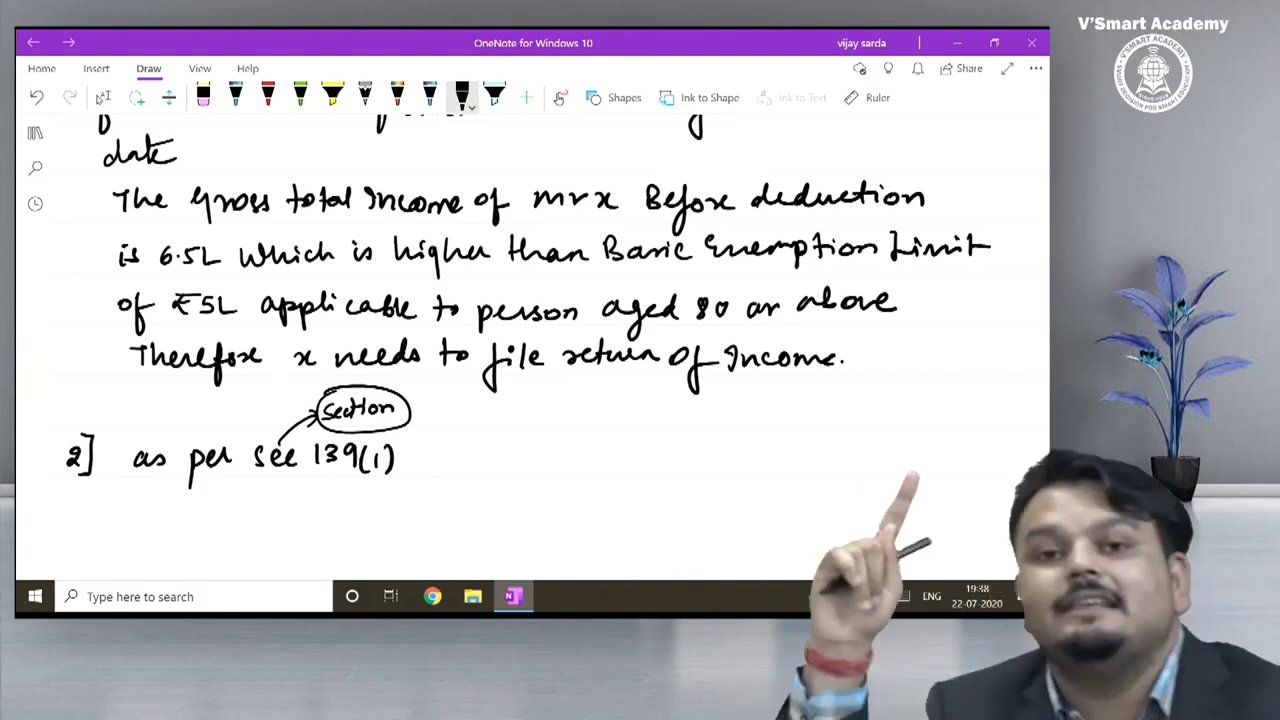 V'Smart Academy
OneNote for Windows 10
vijay sarda
Home Insert Draw View Help
Share
Shapes Ink to Shape Ink to Text Ruler
date
The Gross total Income of mr x Before deduction
is 6.5L which is higher than Basic Exemption Limit
of ₹5L applicable to person aged 80 or above
Therefore x needs to file return of Income.
section
2] as per sec 139(1)
Type here to search
ENG
19:38
22-07-2020